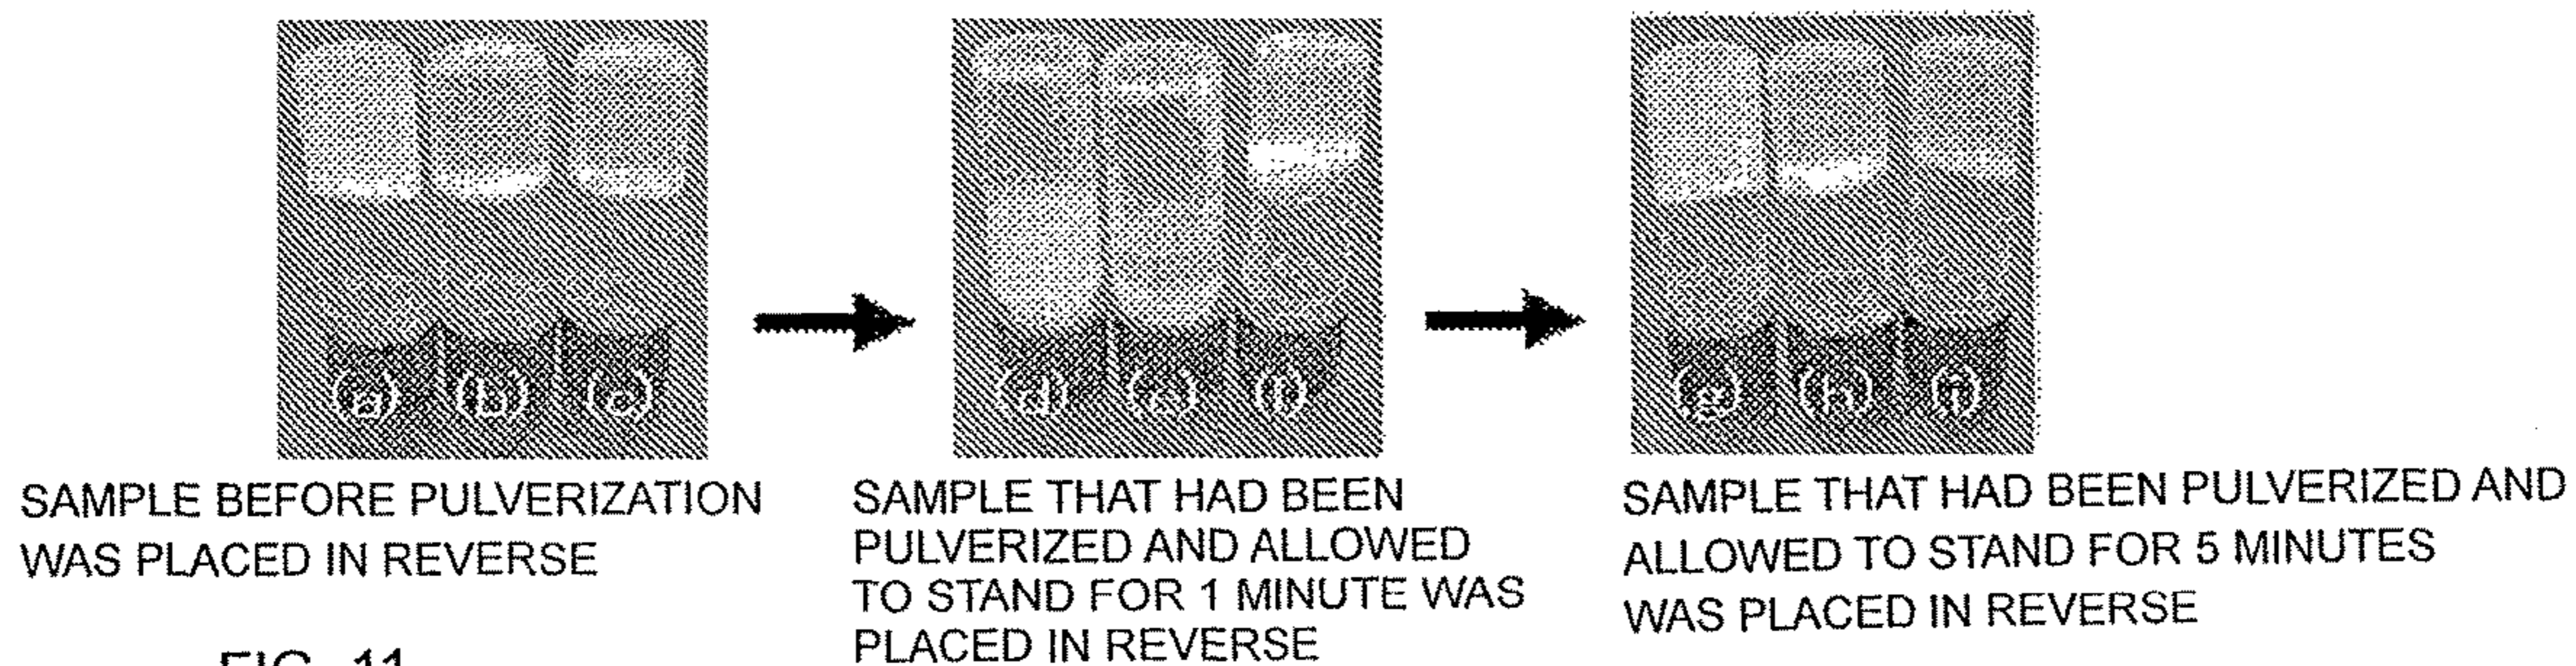 (a) (b) (c)
(d) (e) (f)
(g) (h) (i)
SAMPLE BEFORE PULVERIZATION
WAS PLACED IN REVERSE
SAMPLE THAT HAD BEEN
PULVERIZED AND ALLOWED
TO STAND FOR 1 MINUTE WAS
PLACED IN REVERSE
SAMPLE THAT HAD BEEN PULVERIZED AND
ALLOWED TO STAND FOR 5 MINUTES
WAS PLACED IN REVERSE
FIG. 11